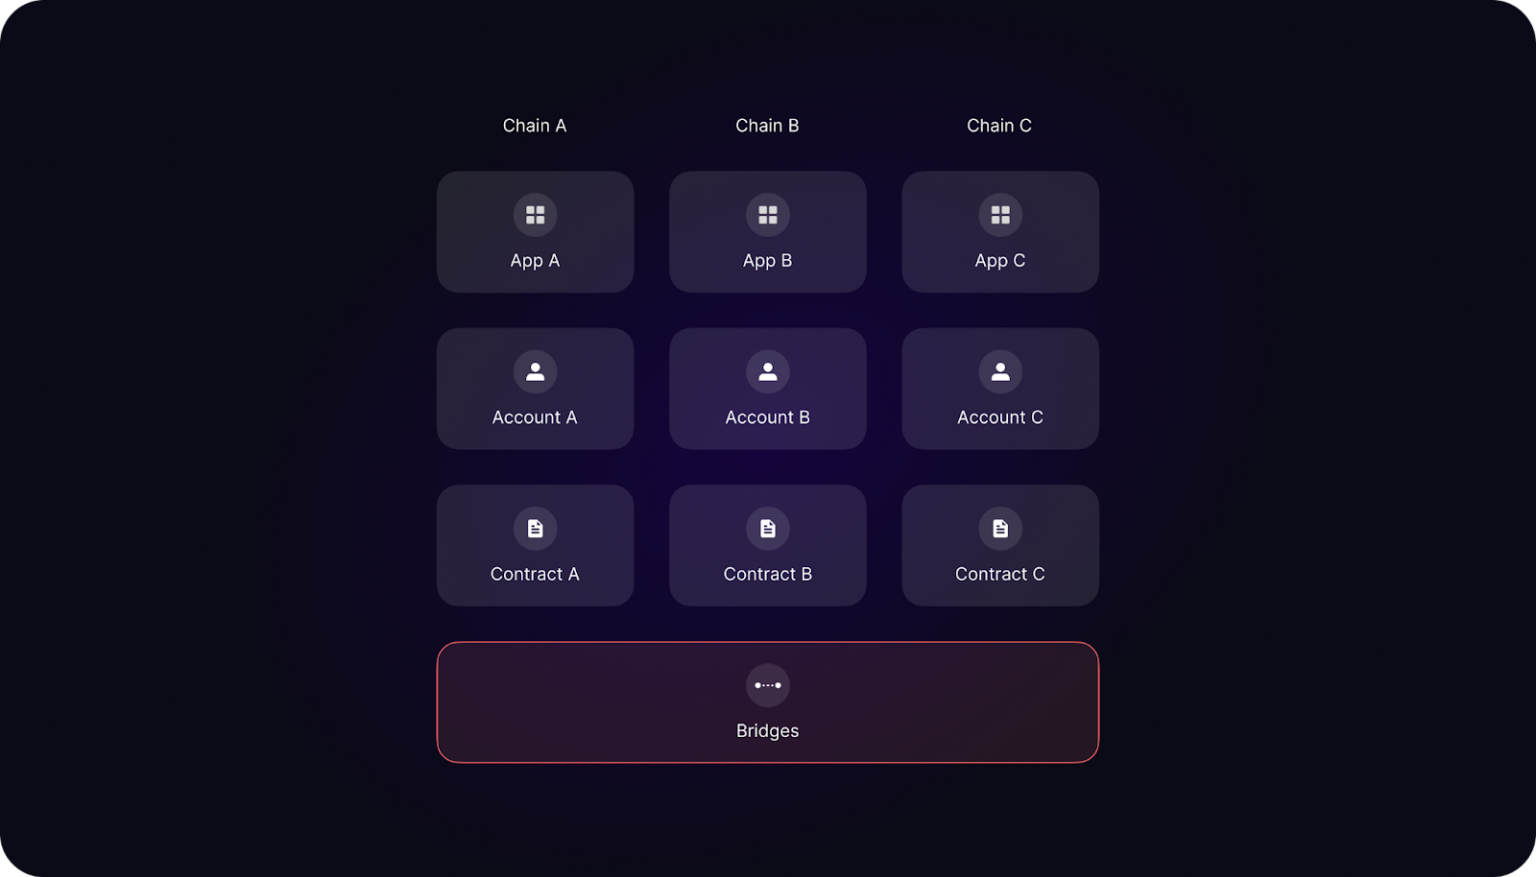 Chain A
Chain B
Chain C
App A
App B
App C
Account A
Account B
Account C
Contract A
Contract B
Contract C
Bridges